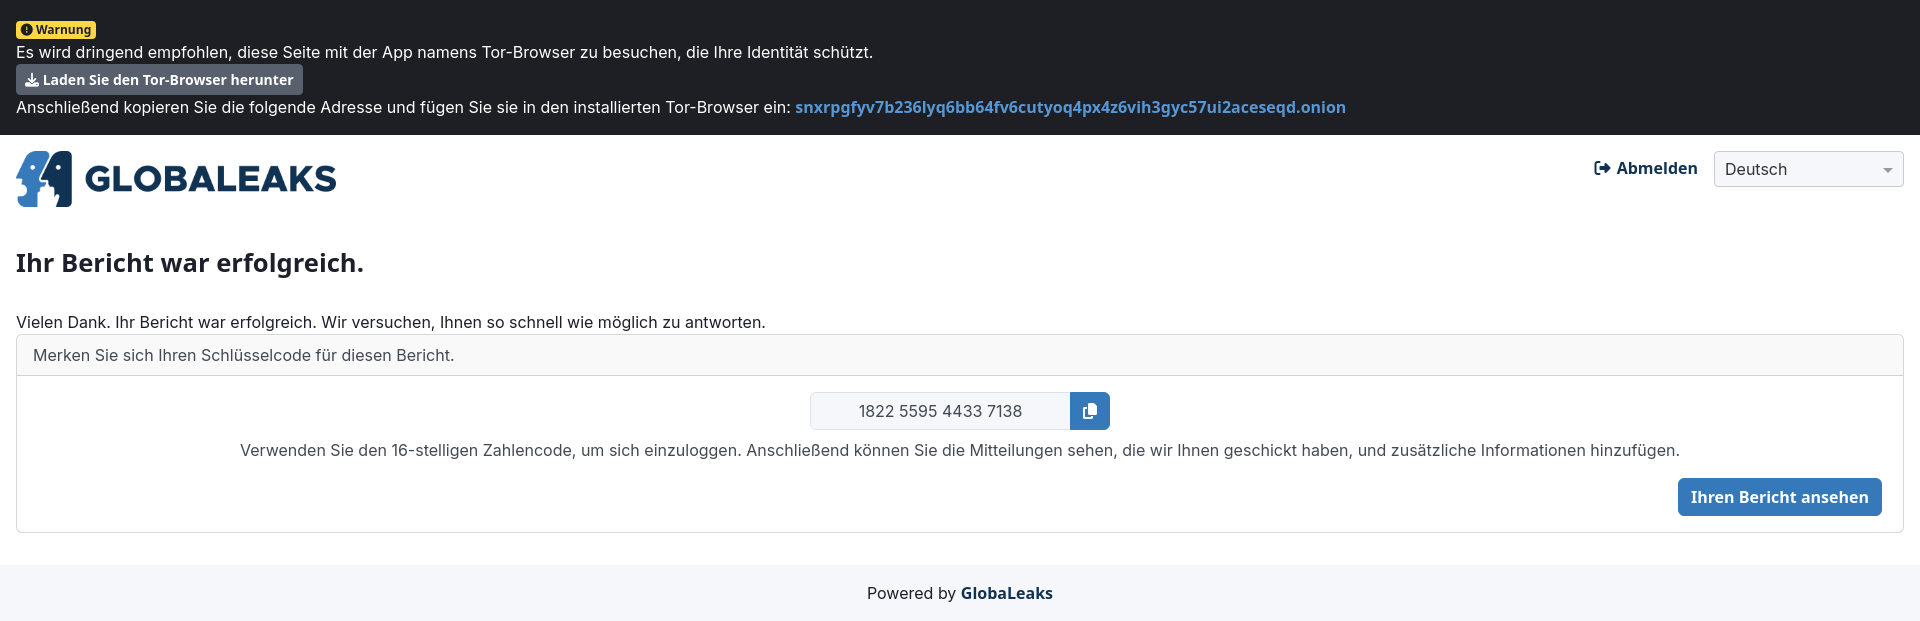 Warnung
Es wird dringend empfohlen, diese Seite mit der App namens Tor-Browser zu besuchen, die Ihre Identität schützt.
Laden Sie den Tor-Browser herunter
Anschließend kopieren Sie die folgende Adresse und fügen Sie sie in den installierten Tor-Browser ein: snxrpgfyv7b236lyq6bb64fv6cutyoq4px4z6vih3gyc57ui2aceseqd.onion
GLOBALEAKS
Abmelden
Deutsch
Ihr Bericht war erfolgreich.
Vielen Dank. Ihr Bericht war erfolgreich. Wir versuchen, Ihnen so schnell wie möglich zu antworten.
Merken Sie sich Ihren Schlüsselcode für diesen Bericht.
1822 5595 4433 7138
Verwenden Sie den 16-stelligen Zahlencode, um sich einzuloggen. Anschließend können Sie die Mitteilungen sehen, die wir Ihnen geschickt haben, und zusätzliche Informationen hinzufügen.
Ihren Bericht ansehen
Powered by GlobaLeaks